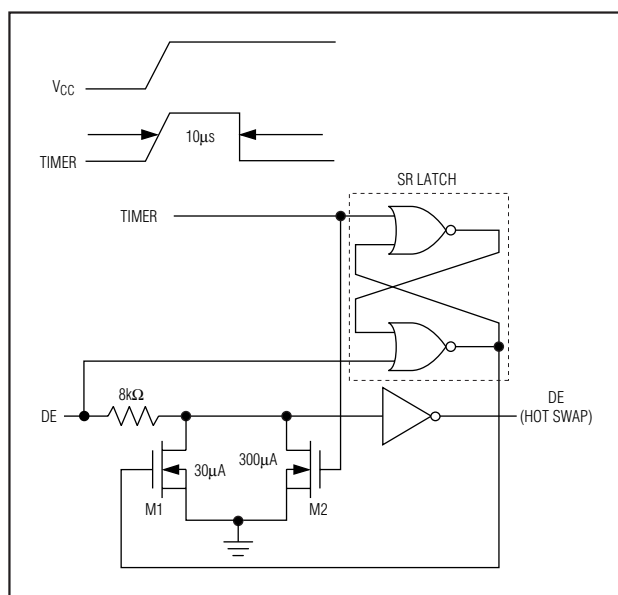 VCC
10µs
TIMER
SR LATCH
TIMER
8kΩ
DE
DE
(HOT SWAP)
30µA
300µA
M1
M2